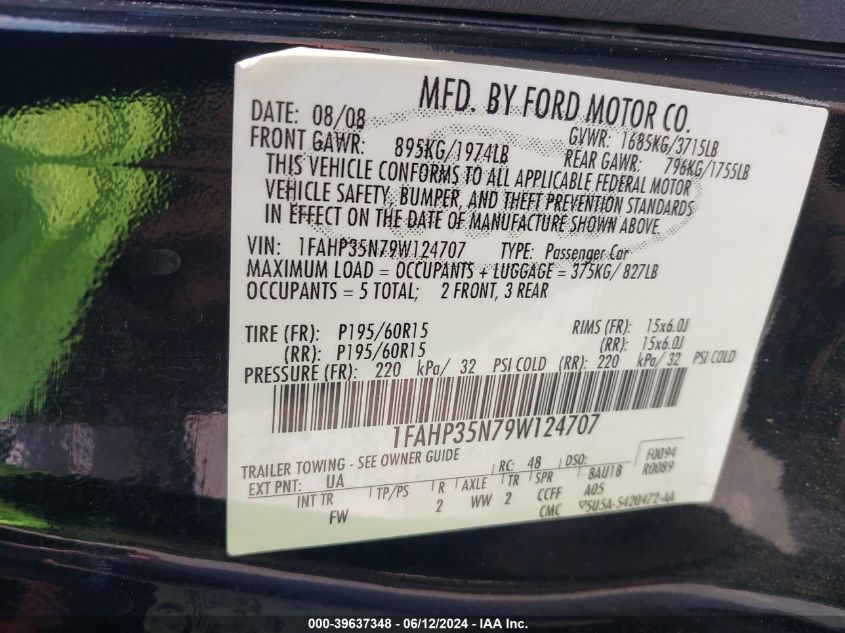 MFD. BY FORD MOTOR CO.
DATE: 08/08 GVWR: 1685KG/3715LB
FRONT GAWR: 895KG/1974LB REAR GAWR: 796KG/1755LB
THIS VEHICLE CONFORMS TO ALL APPLICABLE FEDERAL MOTOR
VEHICLE SAFETY, BUMPER, AND THEFT PREVENTION STANDARDS
IN EFFECT ON THE DATE OF MANUFACTURE SHOWN ABOVE.
VIN: 1FAHP35N79W124707 TYPE: Passenger Car
MAXIMUM LOAD = OCCUPANTS + LUGGAGE = 375KG/ 827LB
OCCUPANTS = 5 TOTAL; 2 FRONT, 3 REAR
TIRE (FR): P195/60R15 RIMS (FR): 15x6.0J
(RR): P195/60R15 (RR): 15x6.0J
PRESSURE (FR): 220 kPa/ 32 PSI COLD (RR): 220 kPa/ 32 PSI COLD
1FAHP35N79W124707
TRAILER TOWING - SEE OWNER GUIDE RC: 48 DSO: F0094
EXT PNT: UA R0089
INT TR TP/PS R AXLE TR SPR 8AU1B
FW 2 WW 2 CCFF A05
CMC 5U5A-5420472-AA
000-39637348 - 06/12/2024 - IAA Inc.